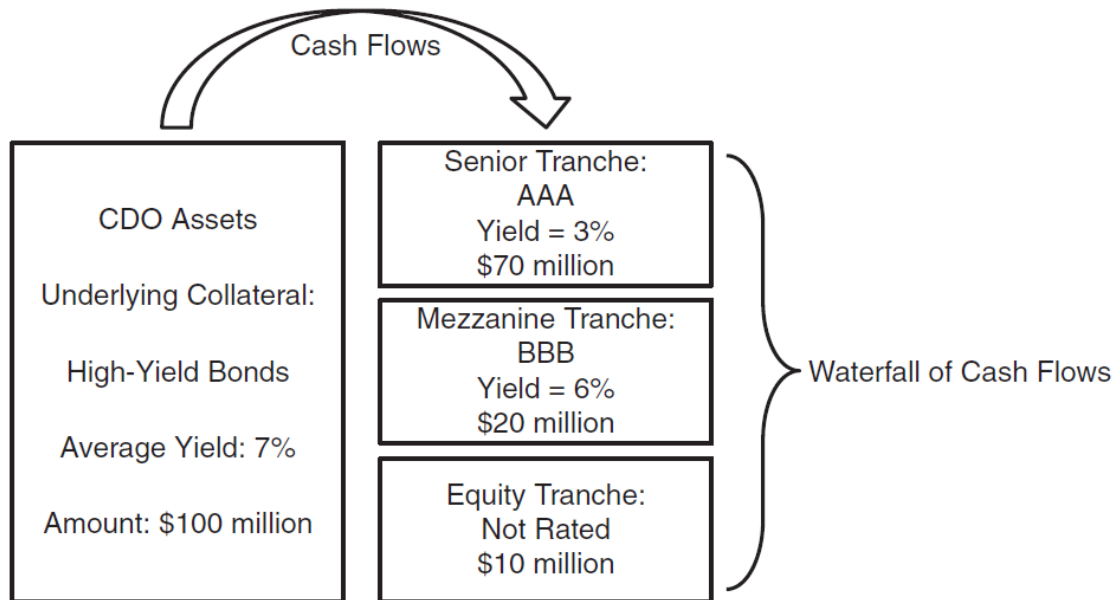 Cash Flows
CDO Assets
Underlying Collateral:
High-Yield Bonds
Average Yield: 7%
Amount: $100 million
Senior Tranche:
AAA
Yield = 3%
$70 million
Mezzanine Tranche:
BBB
Yield = 6%
$20 million
Equity Tranche:
Not Rated
$10 million
Waterfall of Cash Flows